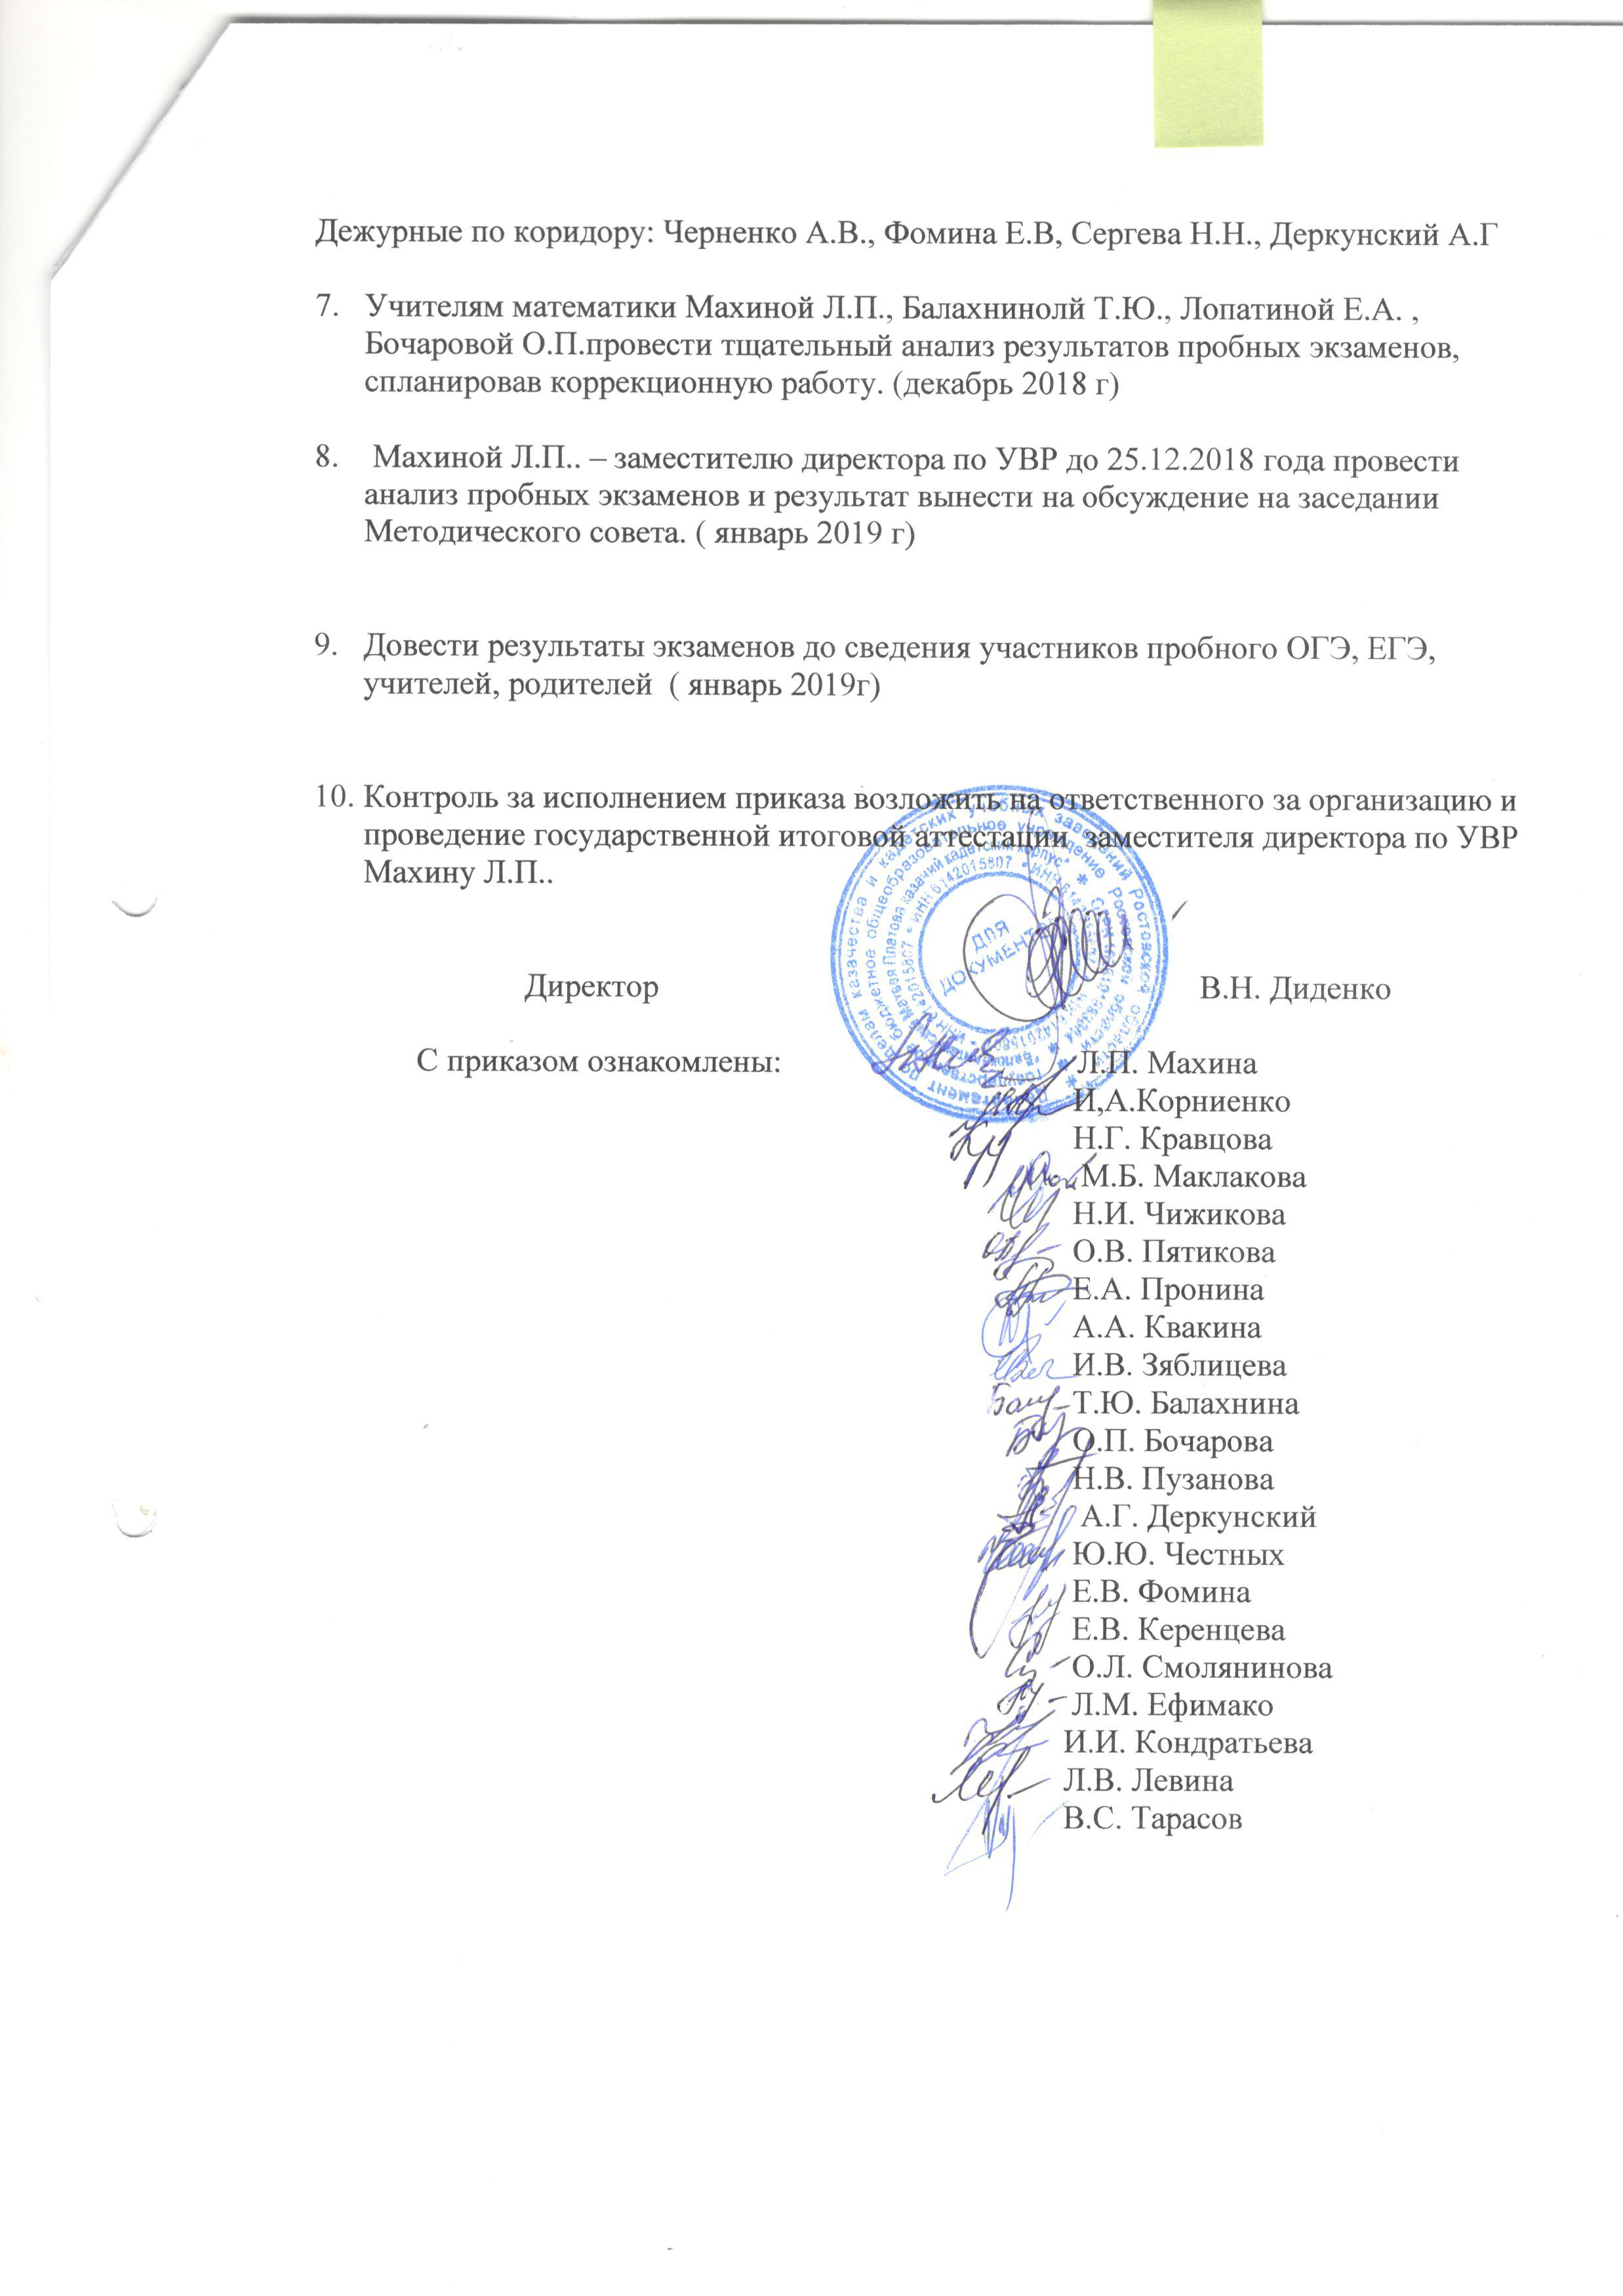 Дежурные по коридору: Черненко А.В., Фомина Е.В, Сергева Н.Н., Деркунский А.Г
7. Учителям математики Махиной Л.П., Балахнинолй Т.Ю., Лопатиной Е.А. ,
Бочаровой О.П.провести тщательный анализ результатов пробных экзаменов,
спланировав коррекционную работу. (декабрь 2018 г)
8. Махиной Л.П.. – заместителю директора по УВР до 25.12.2018 года провести
анализ пробных экзаменов и результат вынести на обсуждение на заседании
Методического совета. ( январь 2019 г)
9. Довести результаты экзаменов до сведения участников пробного ОГЭ, ЕГЭ,
учителей, родителей ( январь 2019г)
10. Контроль за исполнением приказа возложить на ответственного за организацию и
проведение государственной итоговой аттестации заместителя директора по УВР
Махину Л.П..
ДЛЯ
Директор В.Н. Диденко
С приказом ознакомлены: Л.П. Махина
И,А.Корниенко
Н.Г. Кравцова
М.Б. Маклакова
Н.И. Чижикова
О.В. Пятикова
Е.А. Пронина
А.А. Квакина
И.В. Зяблицева
Т.Ю. Балахнина
О.П. Бочарова
Н.В. Пузанова
А.Г. Деркунский
Ю.Ю. Честных
Е.В. Фомина
Е.В. Керенцева
О.Л. Смолянинова
Л.М. Ефимако
И.И. Кондратьева
Л.В. Левина
В.С. Тарасов